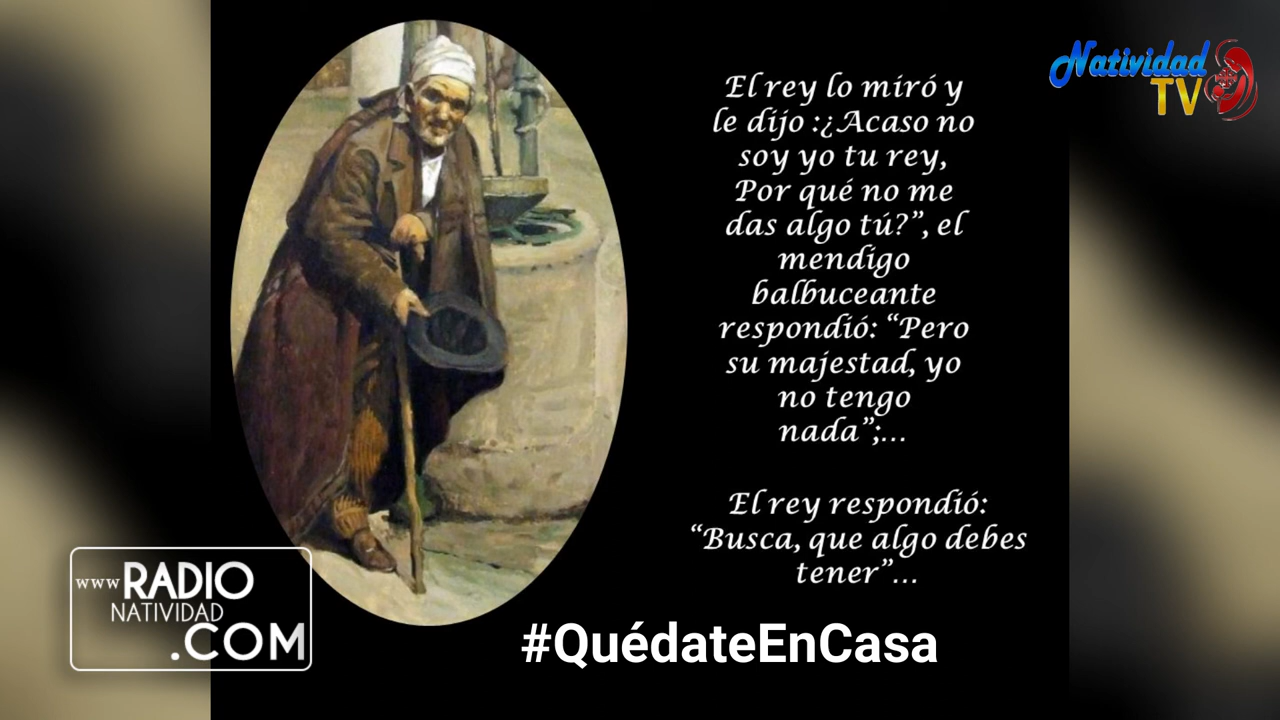 Natividad
TV
El rey lo miró y
le dijo :¿Acaso no
soy yo tu rey,
Por qué no me
das algo tú?”, el
mendigo
balbuceante
respondió: “Pero
su majestad, yo
no tengo
nada”;...
El rey respondió:
“Busca, que algo debes
tener”...
www RADIO
NATIVIDAD
.COM
#QuédateEnCasa